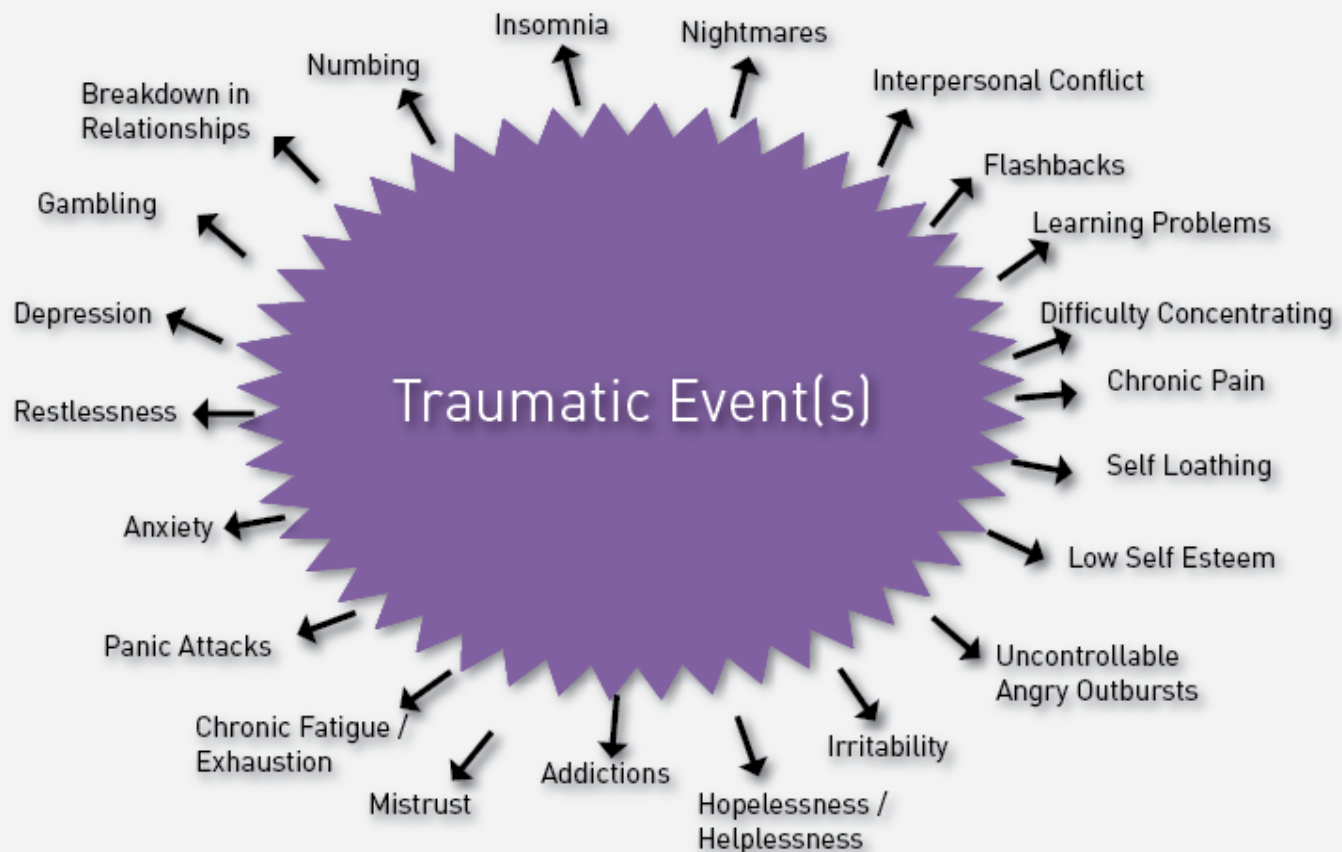 Insomnia
Nightmares
Numbing
Interpersonal Conflict
Breakdown in
Relationships
Flashbacks
Gambling
Learning Problems
Depression
Difficulty Concentrating
Traumatic Event(s)
Chronic Pain
Restlessness
Self Loathing
Anxiety
Low Self Esteem
Panic Attacks
Uncontrollable
Angry Outbursts
Chronic Fatigue /
Exhaustion
Irritability
Addictions
Mistrust
Hopelessness /
Helplessness